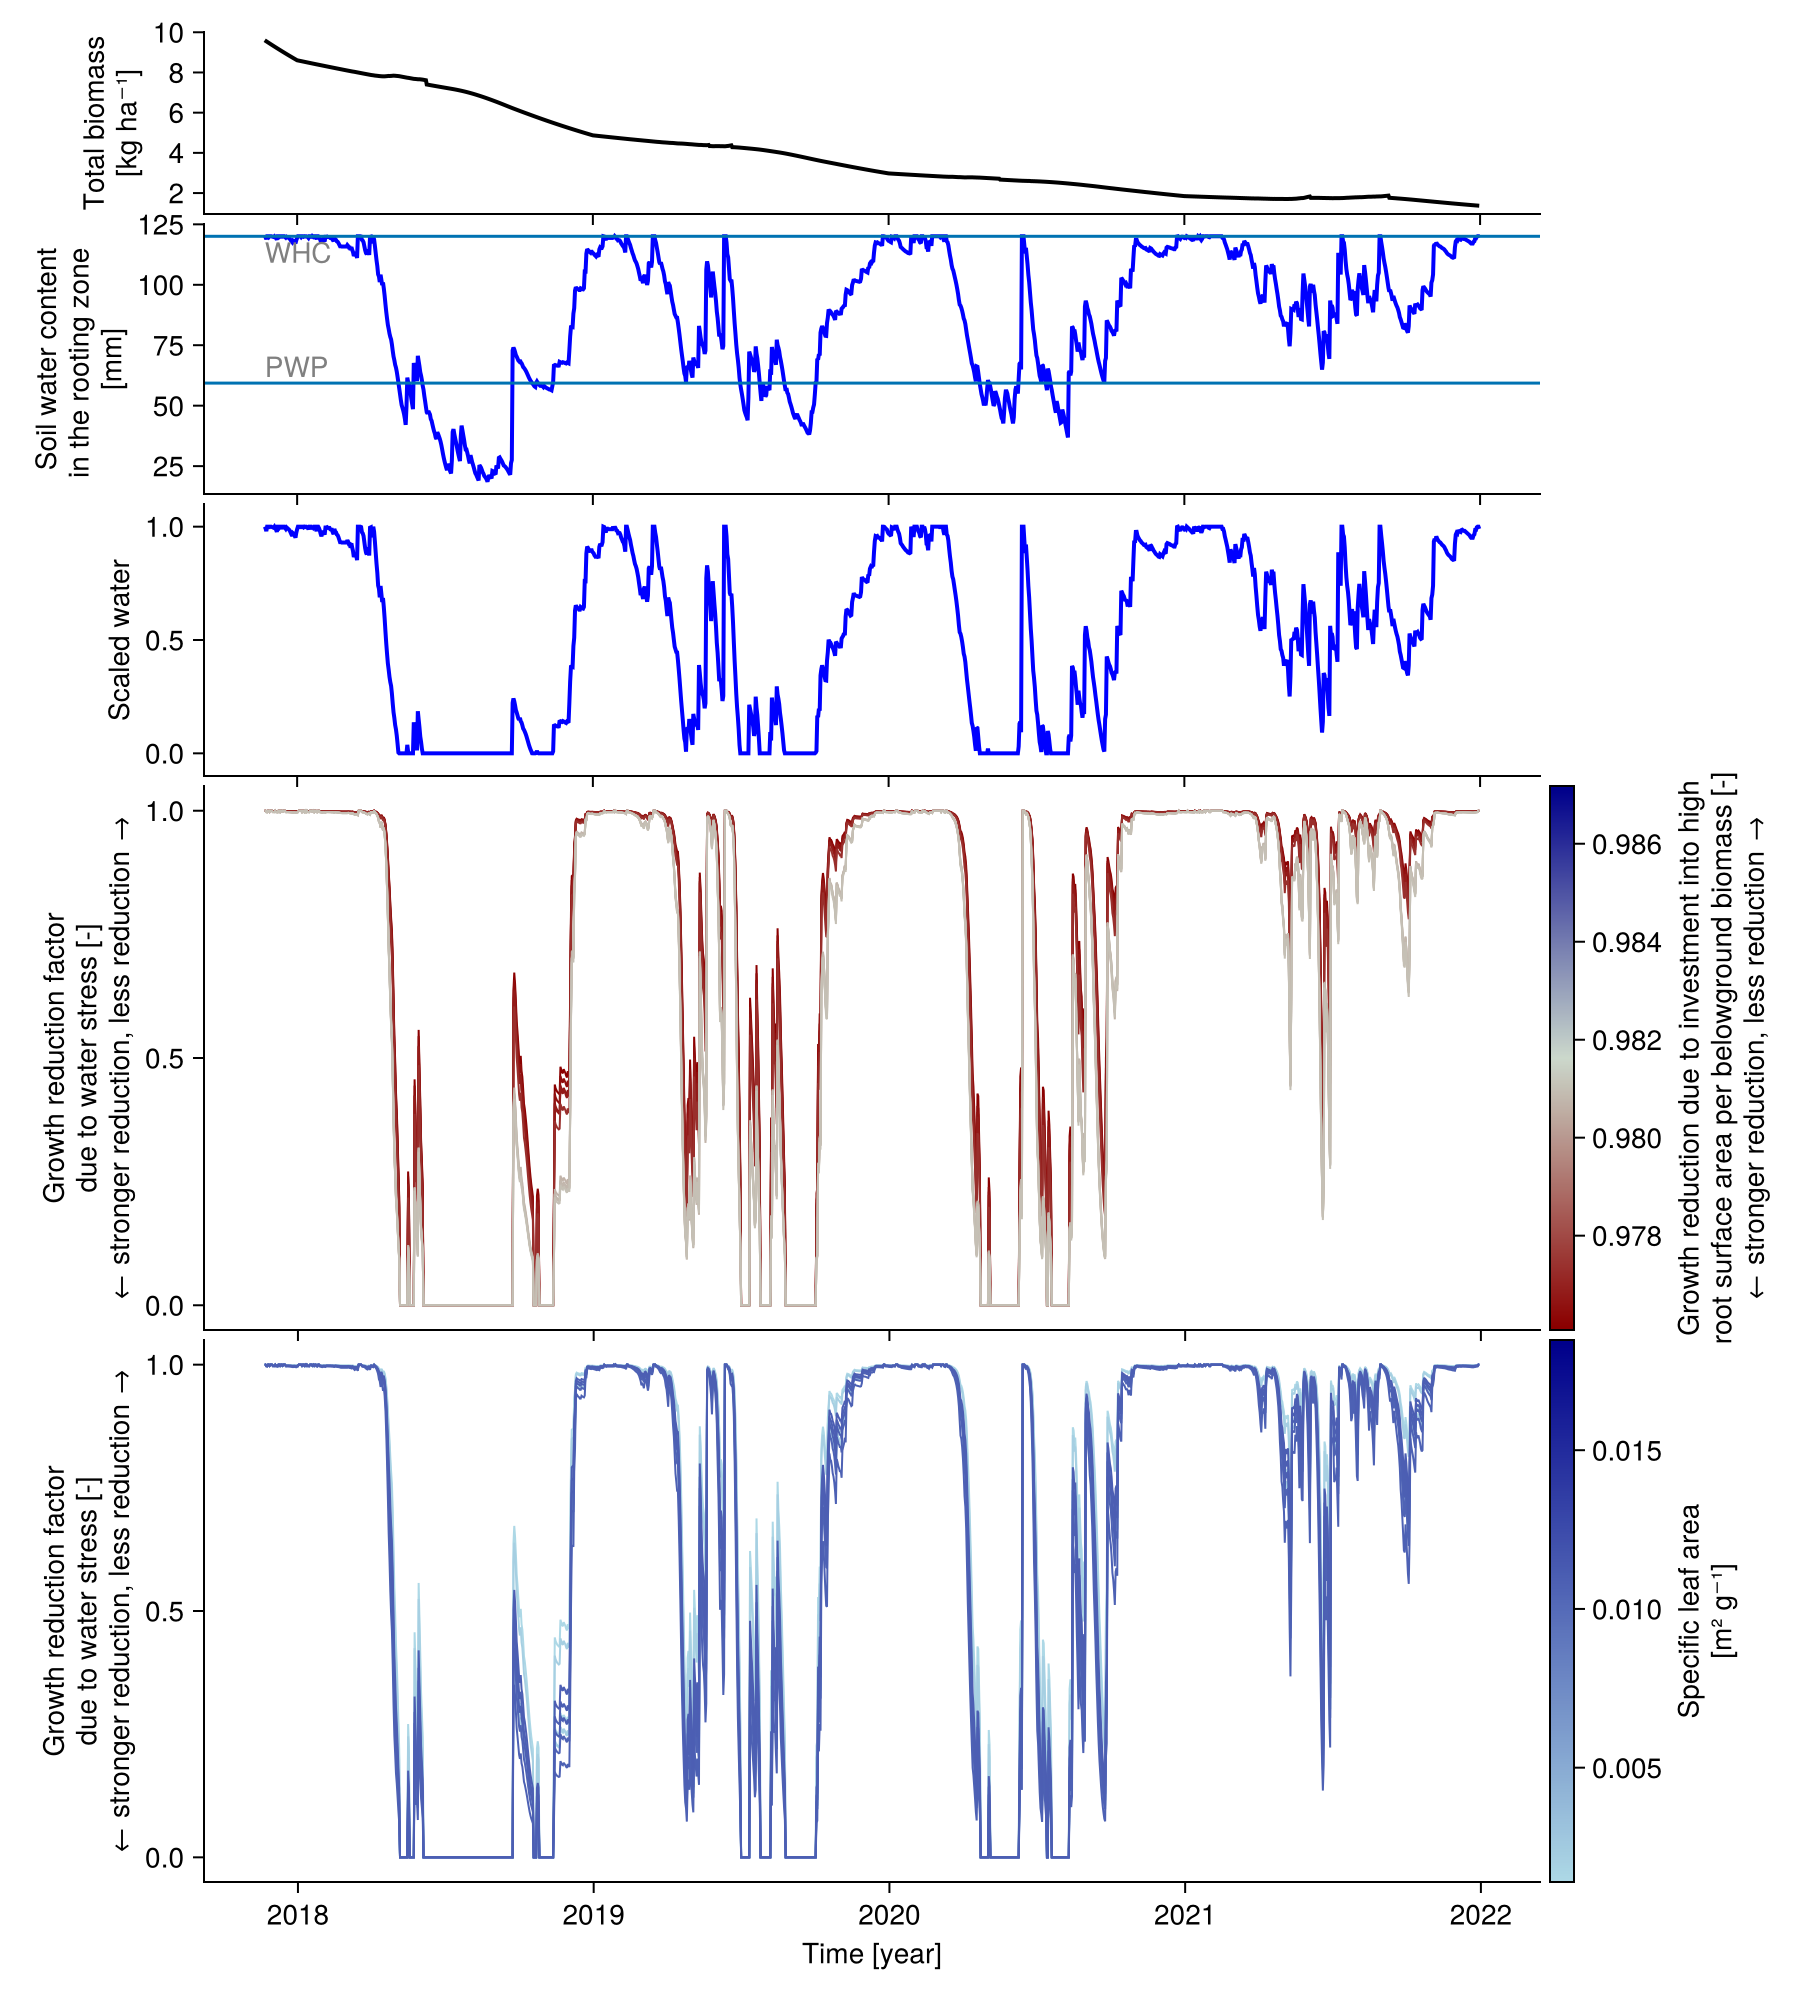 Total biomass
[kg ha⁻¹]
10
8
6
4
2
Soil water content
in the rooting zone
[mm]
125
100
75
50
25
WHC
PWP
Scaled water
1.0
0.5
0.0
Growth reduction factor
due to water stress [-]
← stronger reduction, less reduction →
1.0
0.5
0.0
0.986
0.984
0.982
0.980
0.978
Growth reduction due to investment into high
root surface area per belowground biomass [-]
← stronger reduction, less reduction →
Growth reduction factor
due to water stress [-]
← stronger reduction, less reduction →
1.0
0.5
0.0
0.015
0.010
0.005
Specific leaf area
[m² g⁻¹]
2018
2019
2020
2021
2022
Time [year]